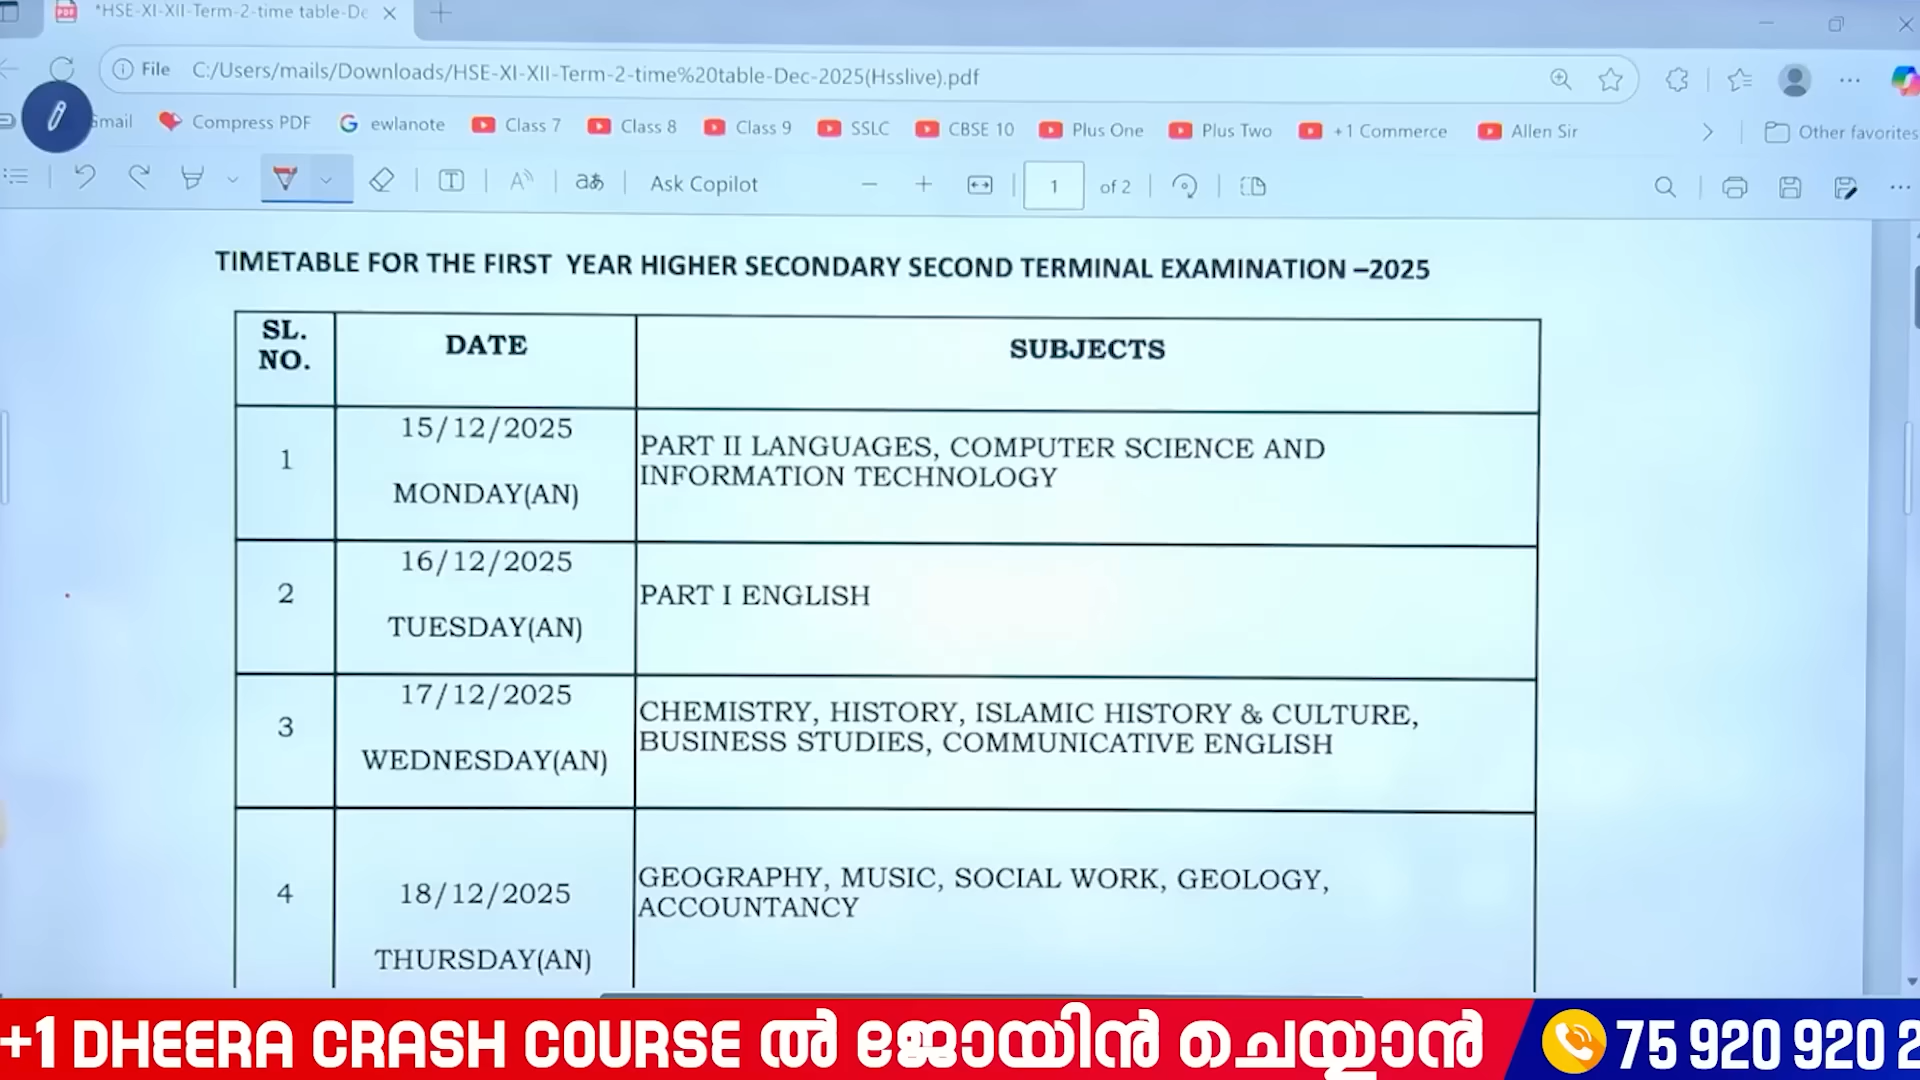 *HSE-XI-XII-Term-2-time table-De
File C:/Users/mails/Downloads/HSE-XI-XII-Term-2-time%20table-Dec-2025(Hsslive).pdf
Compress PDF ewlanote Class 7 Class 8 Class 9 SSLC CBSE 10 Plus One Plus Two +1 Commerce Allen Sir Other favorites
Ask Copilot 1 of 2
TIMETABLE FOR THE FIRST YEAR HIGHER SECONDARY SECOND TERMINAL EXAMINATION –2025
SL. NO. DATE SUBJECTS
1
15/12/2025
MONDAY(AN)
PART II LANGUAGES, COMPUTER SCIENCE AND
INFORMATION TECHNOLOGY
2
16/12/2025
TUESDAY(AN)
PART I ENGLISH
3
17/12/2025
WEDNESDAY(AN)
CHEMISTRY, HISTORY, ISLAMIC HISTORY & CULTURE,
BUSINESS STUDIES, COMMUNICATIVE ENGLISH
4
18/12/2025
THURSDAY(AN)
GEOGRAPHY, MUSIC, SOCIAL WORK, GEOLOGY,
ACCOUNTANCY
+1 DHEERA CRASH COURSE ൽ ജോയിൻ ചെയ്യാൻ 75 920 920 2